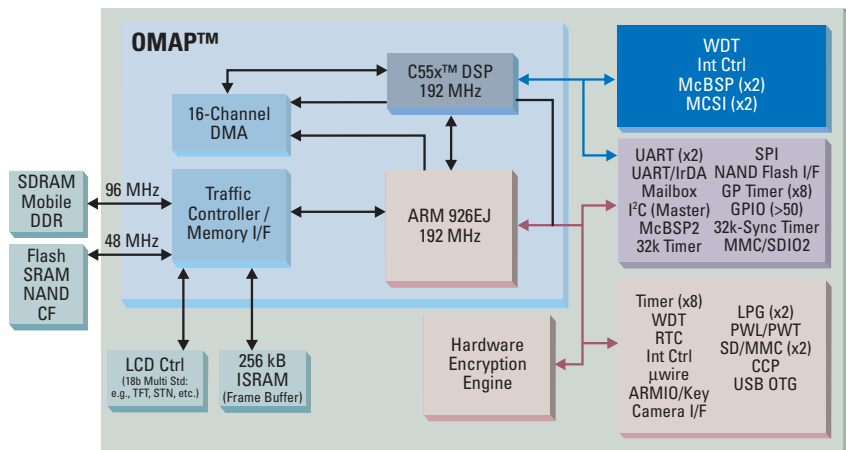 OMAP™
C55x™ DSP
192 MHz
16-Channel
DMA
Traffic
Controller /
Memory I/F
ARM 926EJ
192 MHz
SDRAM
Mobile
DDR
96 MHz
48 MHz
Flash
SRAM
NAND
CF
LCD Ctrl
(18b Multi Std:
e.g., TFT, STN, etc.)
256 kB
ISRAM
(Frame Buffer)
Hardware
Encryption
Engine
WDT
Int Ctrl
McBSP (x2)
MCSI (x2)
UART (x2)
UART/IrDA
Mailbox
I²C (Master)
McBSP2
32k Timer
SPI
NAND Flash I/F
GP Timer (x8)
GPIO (>50)
32k-Sync Timer
MMC/SDIO2
Timer (x8)
WDT
RTC
Int Ctrl
µwire
ARMIO/Key
Camera I/F
LPG (x2)
PWL/PWT
SD/MMC (x2)
CCP
USB OTG